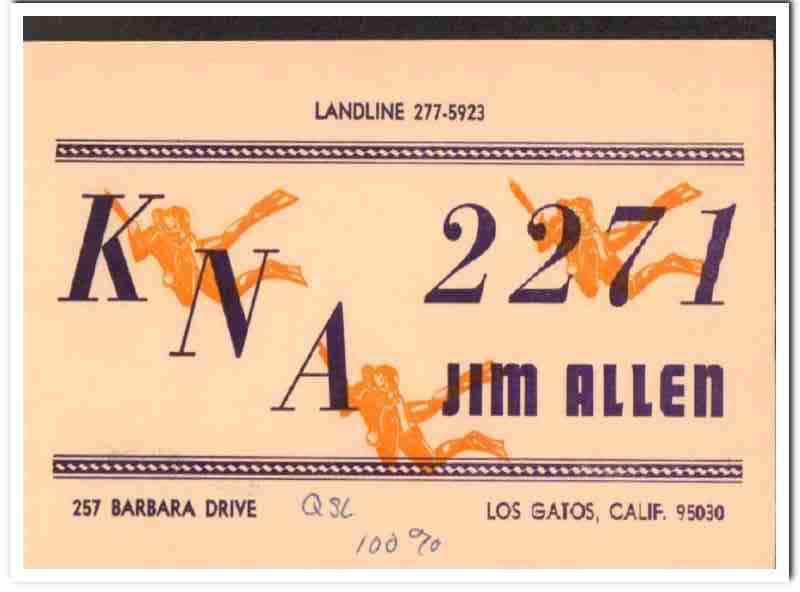 LANDLINE 277-5923
KNA 2271
JIM ALLEN
257 BARBARA DRIVE QSL LOS GATOS, CALIF. 95030
100%